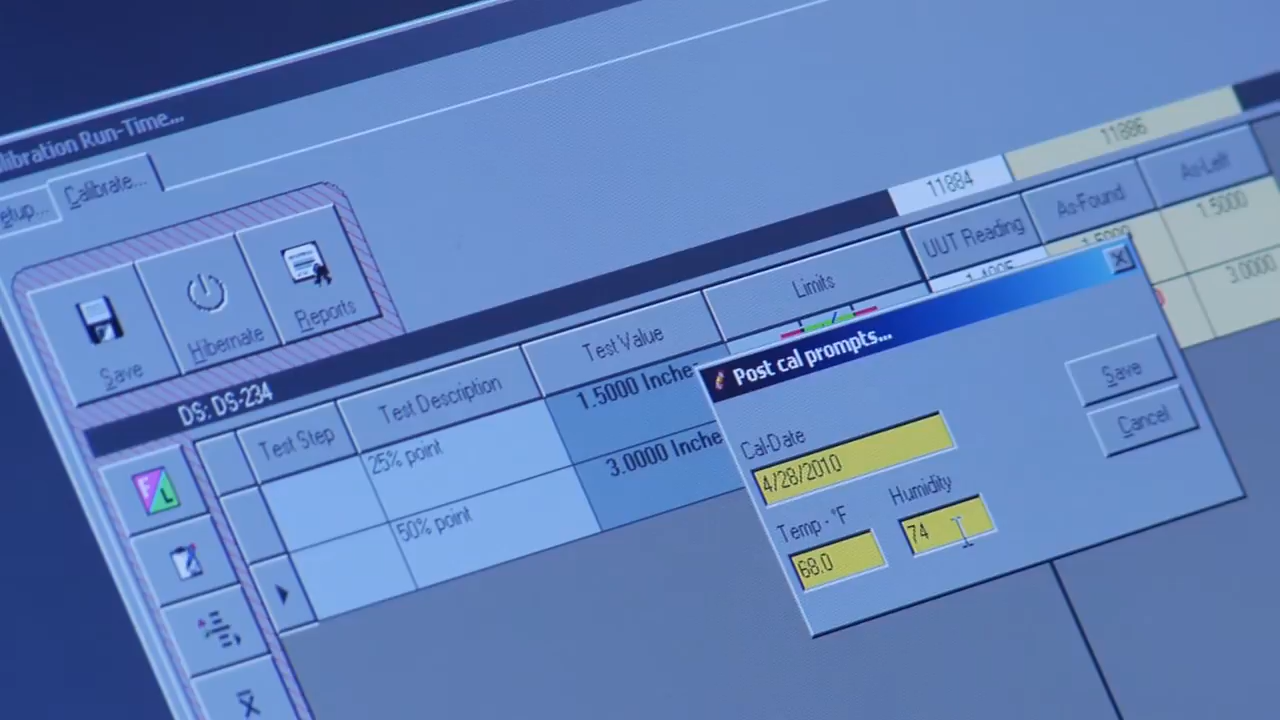 libration Run-Time...
etup...
Calibrate...
Save
Hibernate
Reports
11884
11886
DS: DS-234
Test Step
Test Description
Test Value
Limits
UUT Reading
As-Found
As-Left
25% point
1.5000 Inche
1.5000
50% point
3.0000 Inche
3.0000
F
L
X
Post cal prompts...
Cal-Date
4/28/2010
Temp - °F
68.0
Humidity
74
Save
Cancel